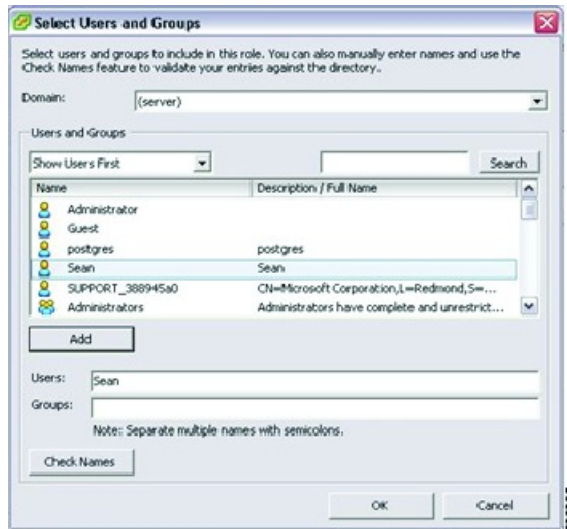 Select Users and Groups
Select users and groups to include in this role. You can also manually enter names and use the
Check Names feature to validate your entries against the directory..
Domain: (server)
Users and Groups
Show Users First Search
Name Description / Full Name
Administrator
Guest
postgres postgres
Sean Sean
SUPPORT_388945a0 CN=Microsoft Corporation,L=Redmond,S=...
Administrators Administrators have complete and unrestrict...
Add
Users: Sean
Groups:
Note: Separate multiple names with semicolons.
Check Names
OK Cancel